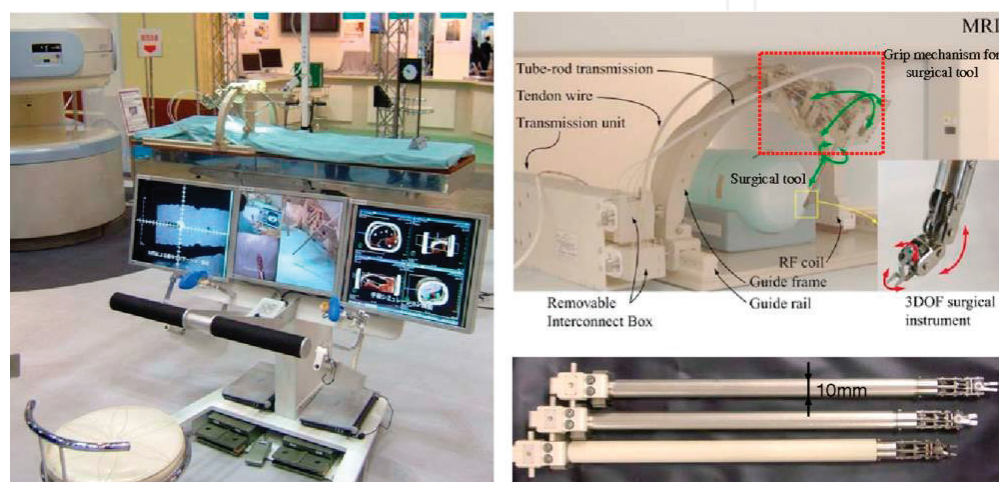 MRI
Grip mechanism for
surgical tool
Tube-rod transmission
Tendon wire
Transmission unit
Surgical tool
RF coil
Guide frame
Guide rail
Removable
Interconnect Box
3DOF surgical
instrument
10mm